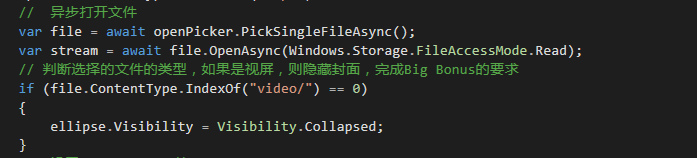 // 异步打开文件
var file = await openPicker.PickSingleFileAsync();
var stream = await file.OpenAsync(Windows.Storage.FileAccessMode.Read);
// 判断选择的文件的类型，如果是视屏，则隐藏封面，完成Big Bonus的要求
if (file.ContentType.IndexOf("video/") == 0)
{
ellipse.Visibility = Visibility.Collapsed;
}